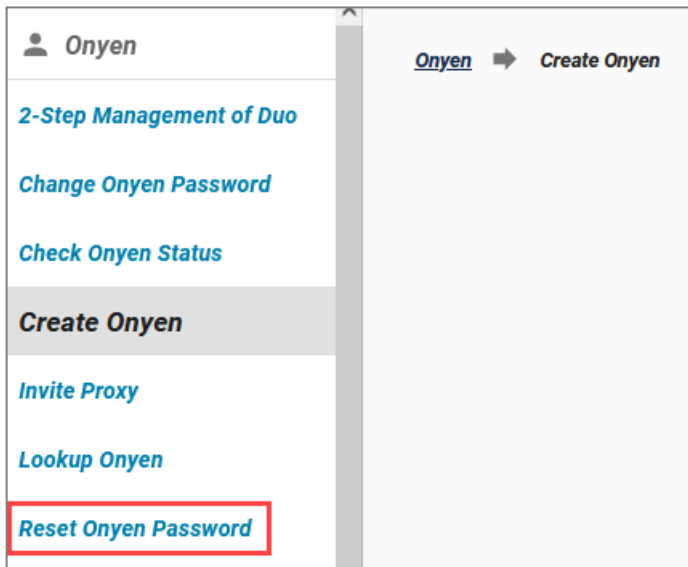 Onyen
Onyen Create Onyen
2-Step Management of Duo
Change Onyen Password
Check Onyen Status
Create Onyen
Invite Proxy
Lookup Onyen
Reset Onyen Password